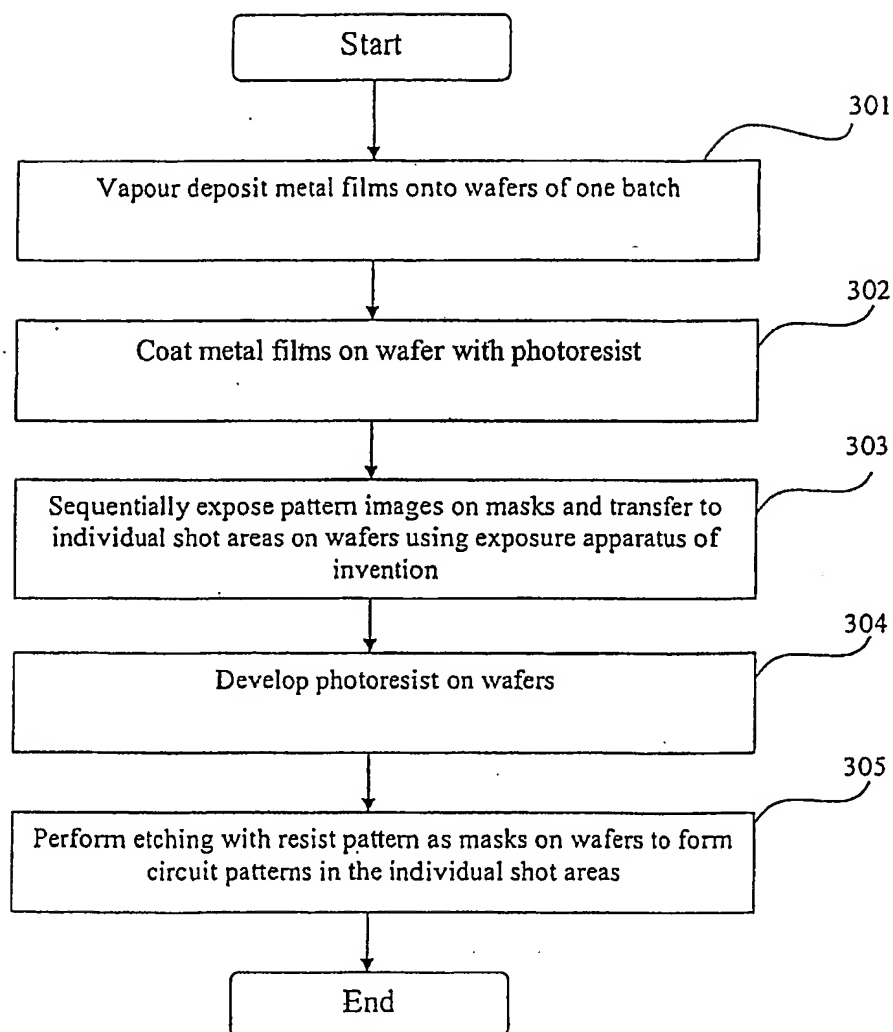 Start
301
Vapour deposit metal films onto wafers of one batch
302
Coat metal films on wafer with photoresist
303
Sequentially expose pattern images on masks and transfer to
individual shot areas on wafers using exposure apparatus of
invention
304
Develop photoresist on wafers
305
Perform etching with resist pattern as masks on wafers to form
circuit patterns in the individual shot areas
End